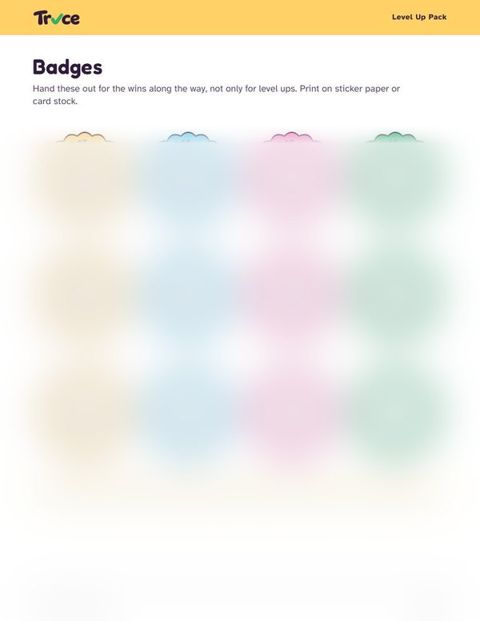 Trvce
Level Up Pack
Badges
Hand these out for the wins along the way, not only for level ups. Print on sticker paper or
card stock.